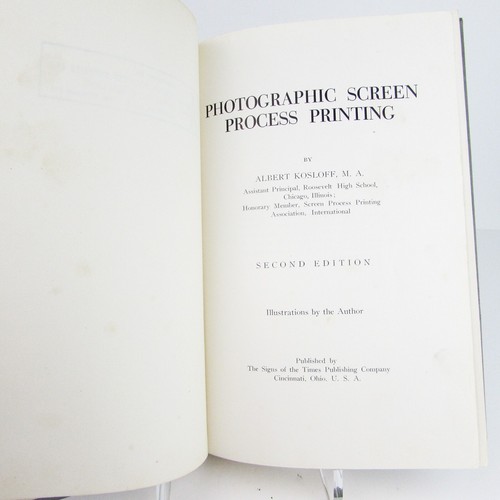 PHOTOGRAPHIC SCREEN
PROCESS PRINTING
BY
ALBERT KOSLOFF, M. A.
Assistant Principal, Roosevelt High School,
Chicago, Illinois;
Honorary Member, Screen Process Printing
Association, International
SECOND EDITION
Illustrations by the Author
Published by
The Signs of the Times Publishing Company
Cincinnati, Ohio, U. S. A.